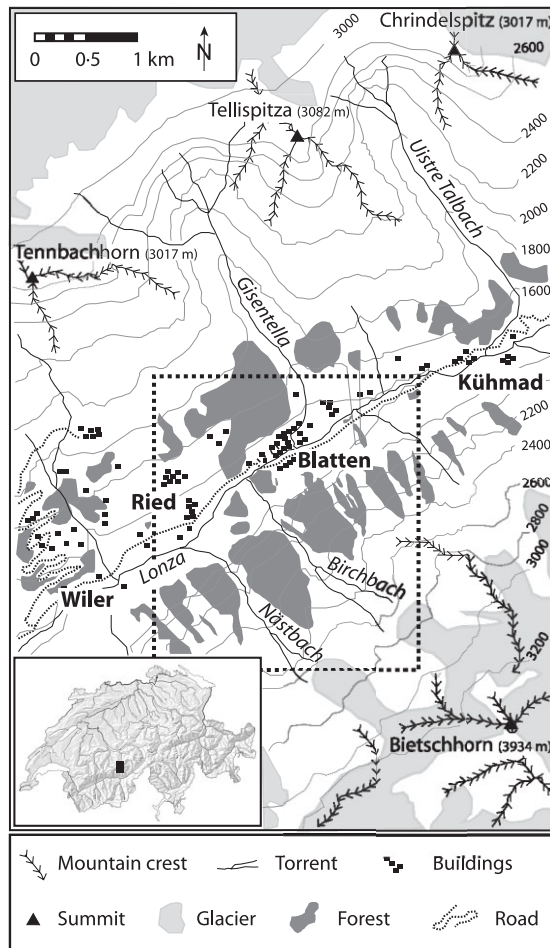 Chrindelspitz (3017 m)
3000
2600
0 0·5 1 km
N
Tellispitza (3082 m)
2400
Uistre Talbach
2200
2000
1800
1600
Tennbachhorn (3017 m)
Gisentella
Kühmad
2200
2400
2600
Blatten
2800
Ried
3000
Birchbach
Lonza
Wiler
Nästbach
3200
Bietschhorn (3934 m)
Mountain crest
Torrent
Buildings
Summit
Glacier
Forest
Road